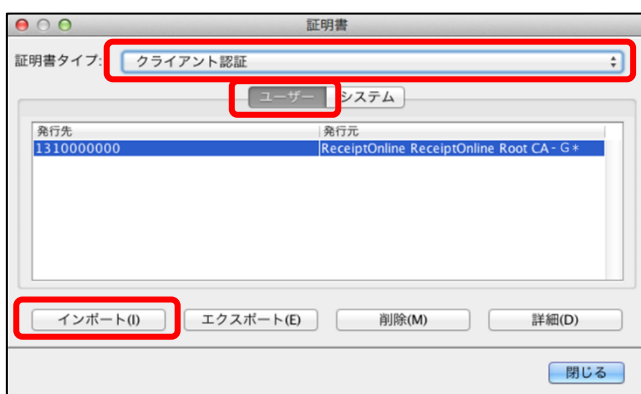 証明書
証明書タイプ: クライアント認証
ユーザー システム
発行先 発行元
1310000000 ReceiptOnline ReceiptOnline Root CA-G*
インポート(I) エクスポート(E) 削除(M) 詳細(D)
閉じる